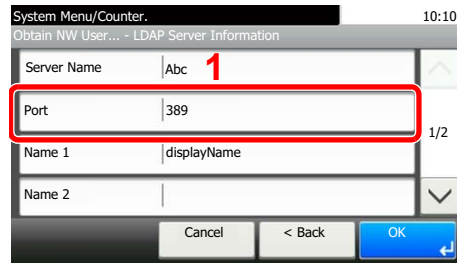 System Menu/Counter.
10:10
Obtain NW User... - LDAP Server Information
Server Name Abc 1
Port 389
1/2
Name 1 displayName
Name 2
Cancel < Back OK